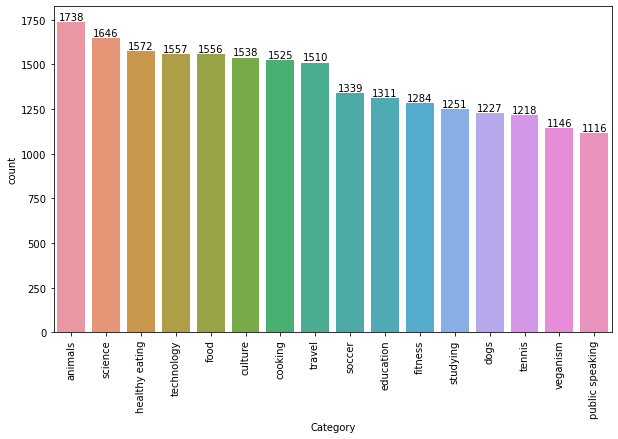 1738
1646
1572
1557
1556
1538
1525
1510
1339
1311
1284
1251
1227
1218
1146
1116
1750
1500
1250
1000
750
500
250
0
count
animals
science
healthy eating
technology
food
culture
cooking
travel
soccer
education
fitness
studying
dogs
tennis
veganism
public speaking
Category